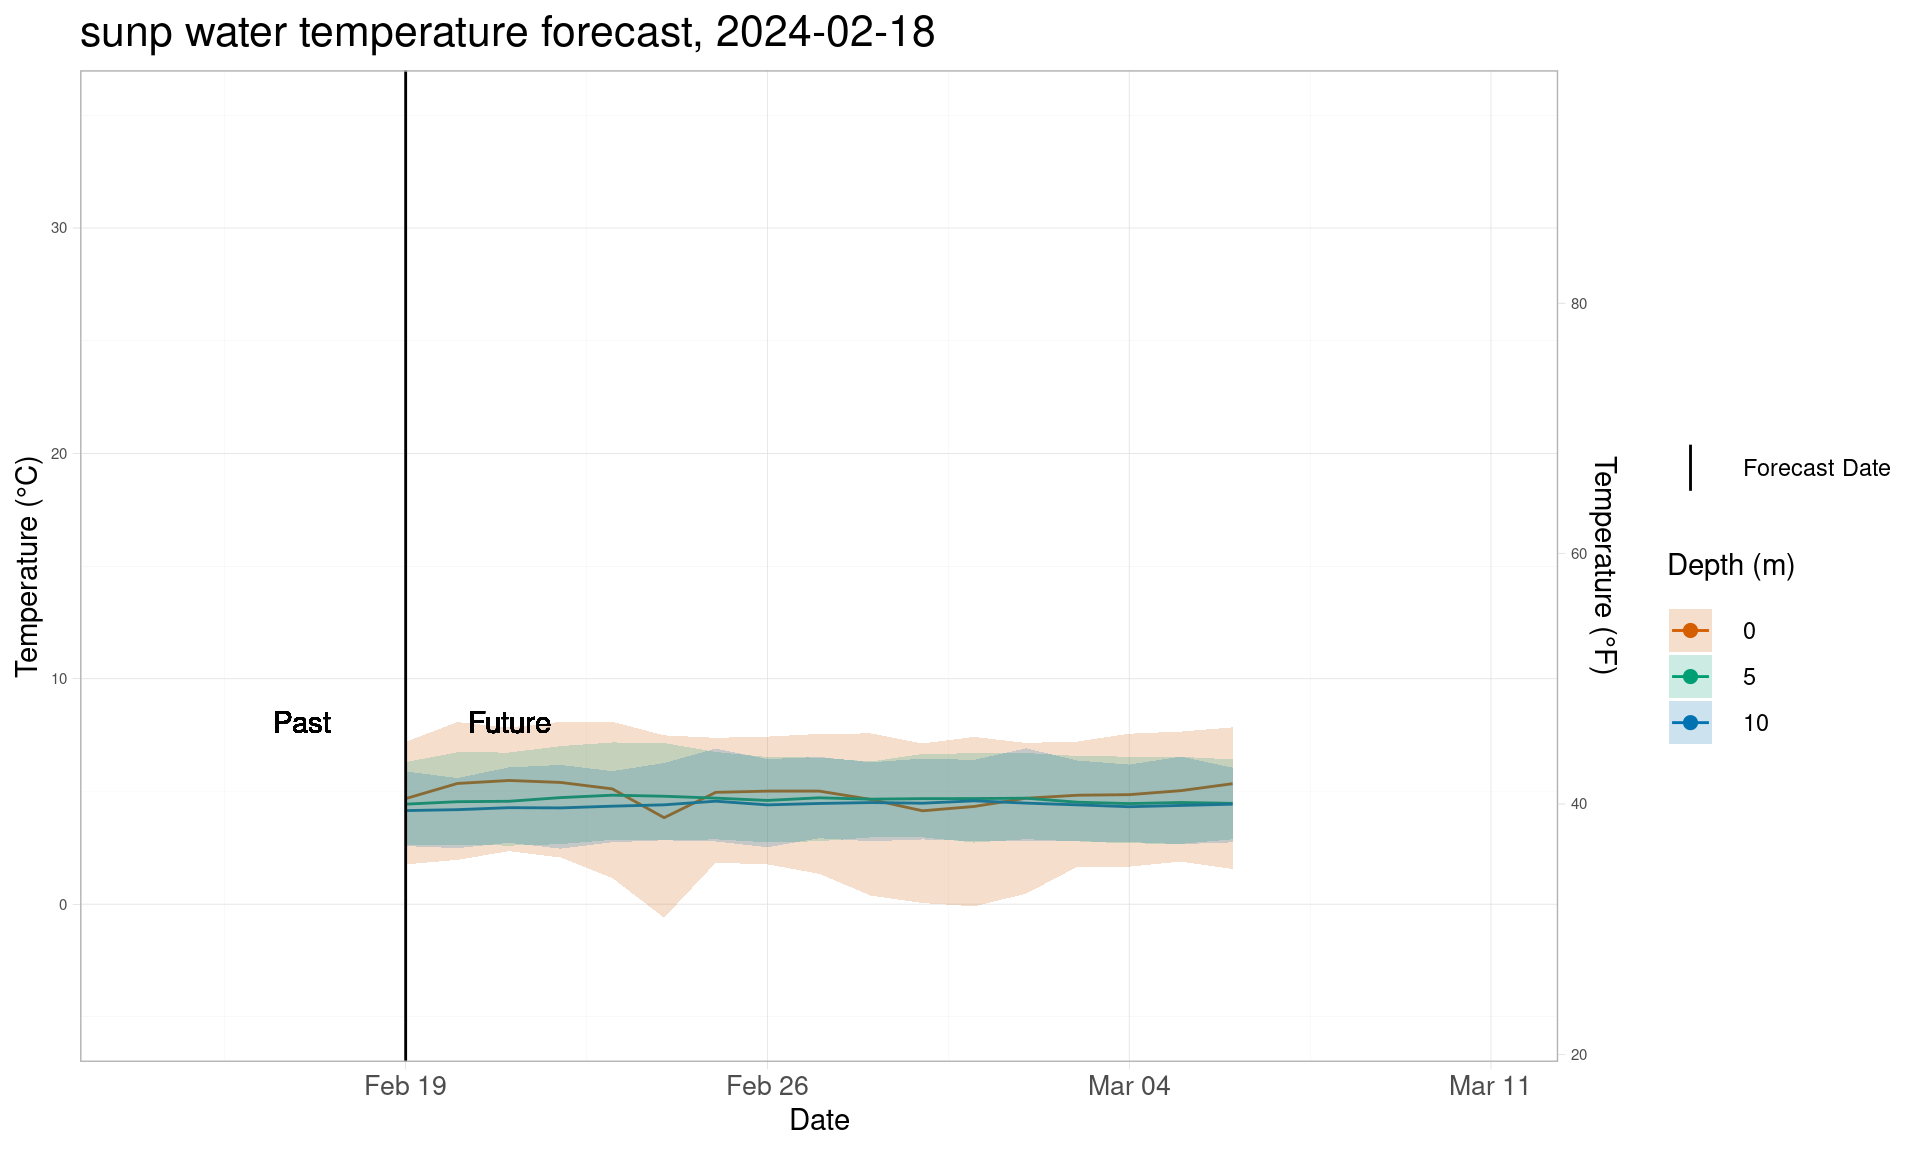 sunp water temperature forecast, 2024-02-18
Temperature (°C)
30
20
10
0
Past
Future
80
60
40
20
Temperature (°F)
Feb 19
Feb 26
Mar 04
Mar 11
Date
Forecast Date
Depth (m)
0
5
10